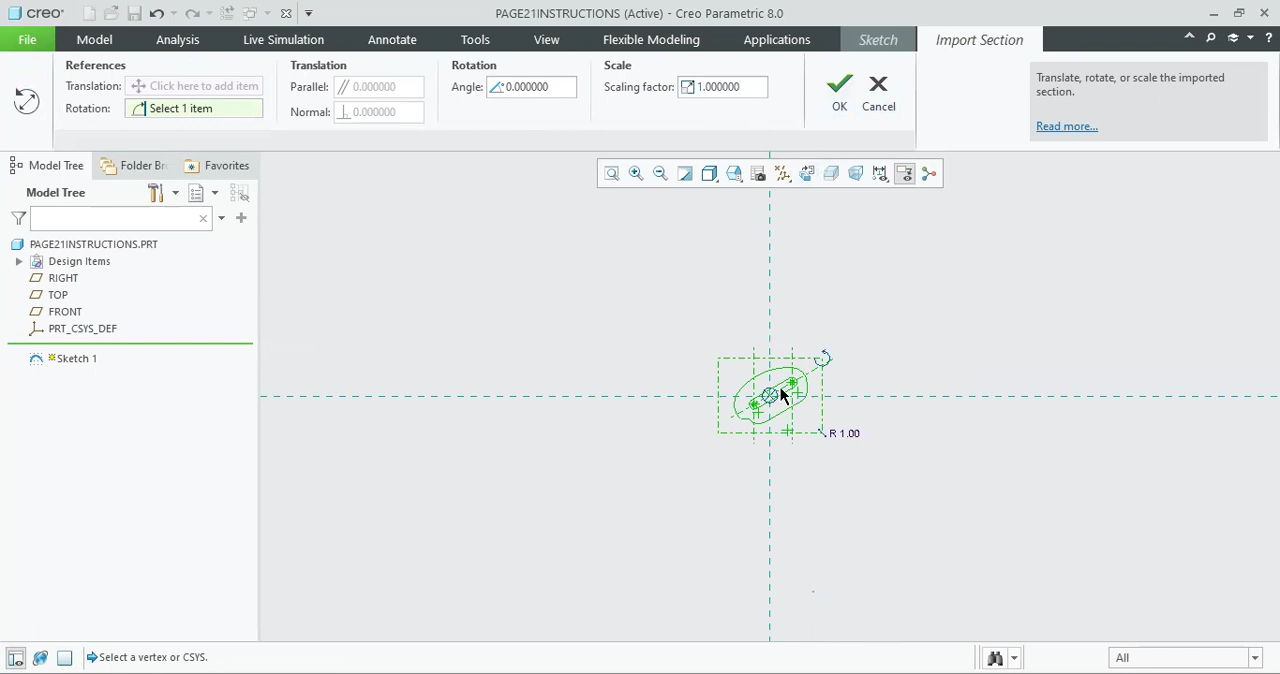 creo
PAGE21INSTRUCTIONS (Active) - Creo Parametric 8.0
File
Model
Analysis
Live Simulation
Annotate
Tools
View
Flexible Modeling
Applications
Sketch
Import Section
References
Translation: Click here to add item
Rotation: Select 1 item
Translation
Parallel: 0.000000
Normal: 0.000000
Rotation
Angle: 0.000000
Scale
Scaling factor: 1.000000
OK
Cancel
Translate, rotate, or scale the imported
section.
Read more...
Model Tree
Folder Br
Favorites
Model Tree
PAGE21INSTRUCTIONS.PRT
Design Items
RIGHT
TOP
FRONT
PRT_CSYS_DEF
Sketch 1
R 1.00
Select a vertex or CSYS.
All